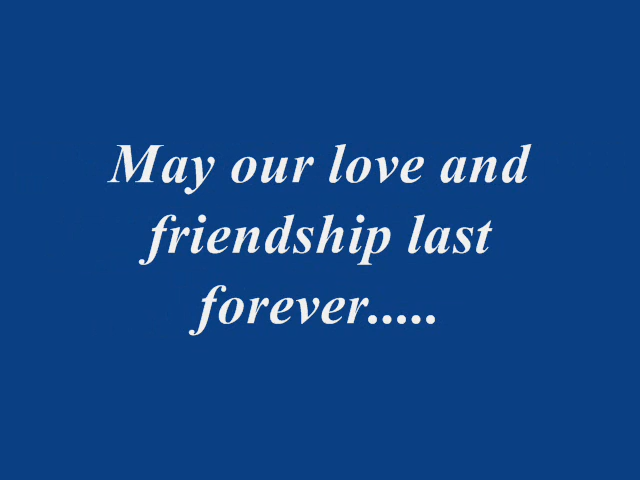 May our love and
friendship last
forever.....